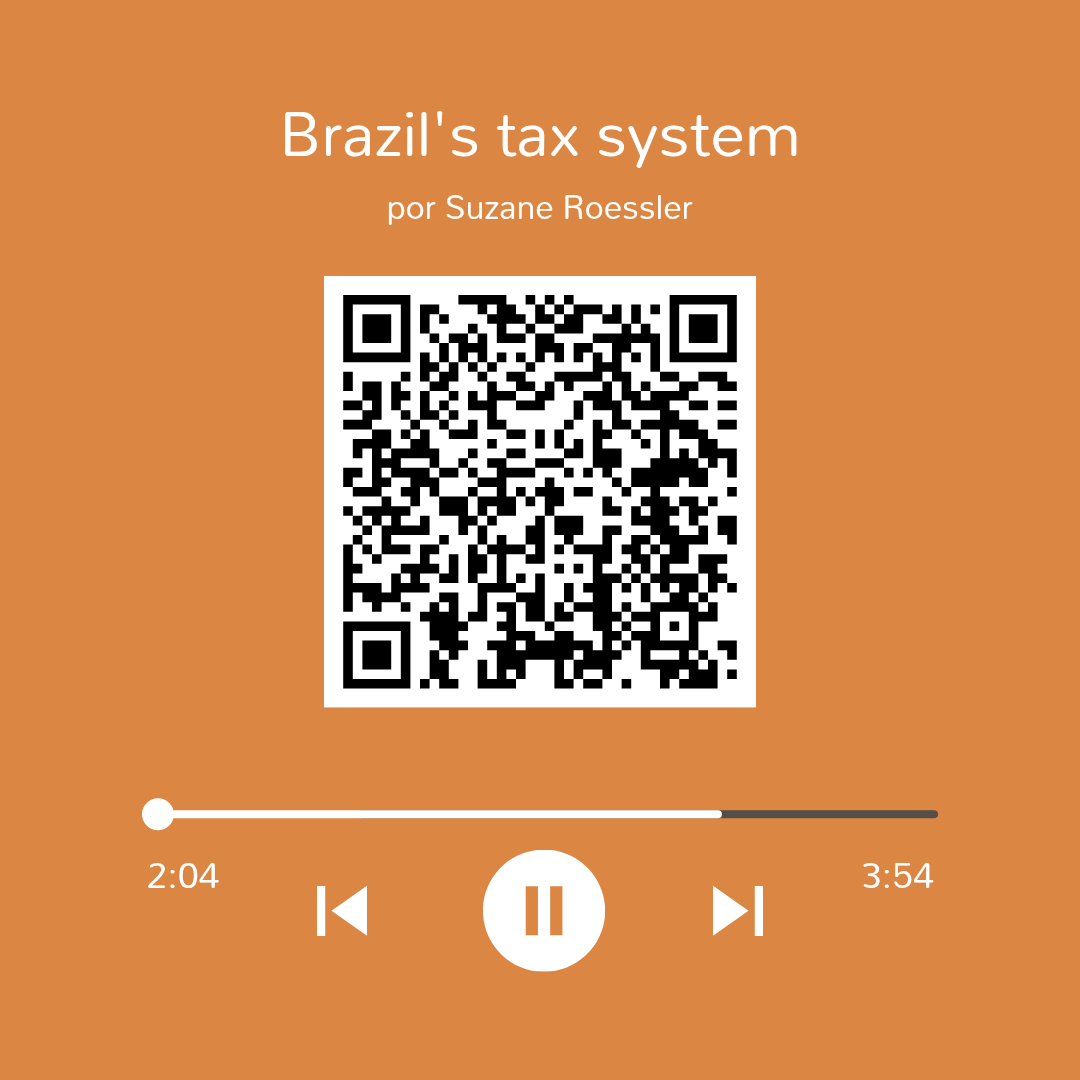 Brazil's tax system
por Suzane Roessler
2:04
3:54